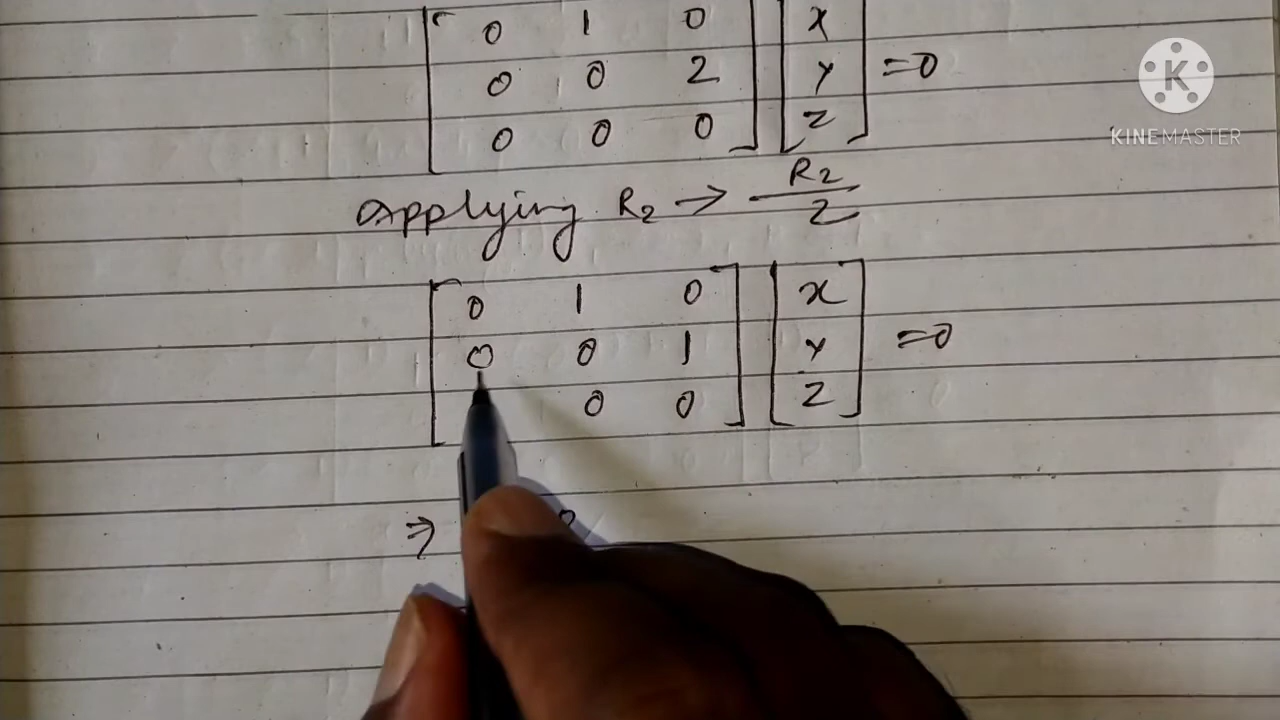 0 1 0 x
0 0 2 y =0
0 0 0 z
Applying R2 → R2/2
0 1 0 x
0 0 1 y =0
0 0 z
⇒
K
KINEMASTER